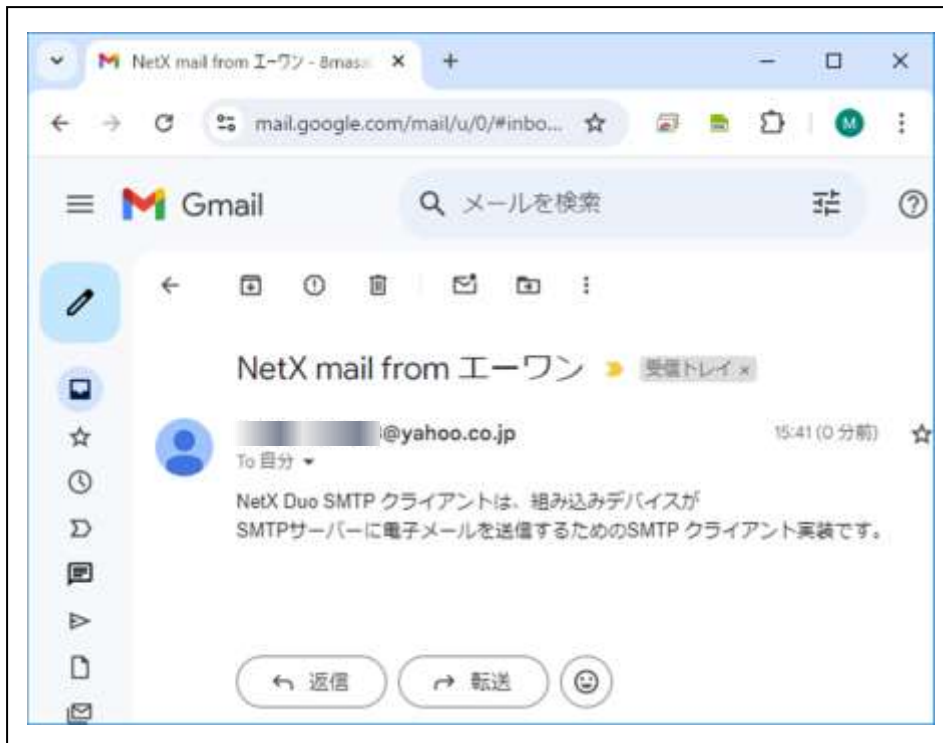 NetX mail from エーワン - 8masa
mail.google.com/mail/u/0/#inbo...
M
Gmail
メールを検索
NetX mail from エーワン
受信トレイ ×
@yahoo.co.jp
15:41 (0 分前)
To 自分
NetX Duo SMTP クライアントは、組み込みデバイスが
SMTPサーバーに電子メールを送信するためのSMTP クライアント実装です。
返信
転送